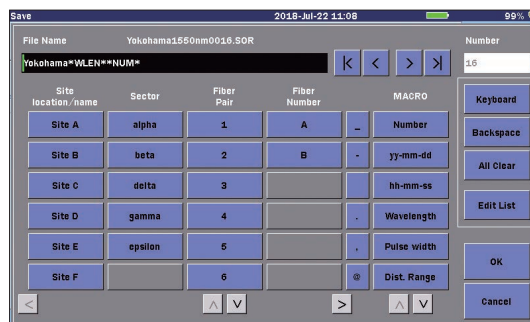 Save 2018-Jul-22 11:08 99%
File Name Yokohama1550nm0016.SOR Number
Yokohama*WLEN**NUM* |< < > >| 16
Site location/name Sector Fiber Pair Fiber Number MACRO Keyboard
Site A alpha 1 A _ Number Backspace
Site B beta 2 B - yy-mm-dd All Clear
Site C delta 3 hh-mm-ss Edit List
Site D gamma 4 . Wavelength
Site E epsilon 5 , Pulse width OK
Site F 6 @ Dist. Range Cancel
< ∧ ∨ > ∧ ∨